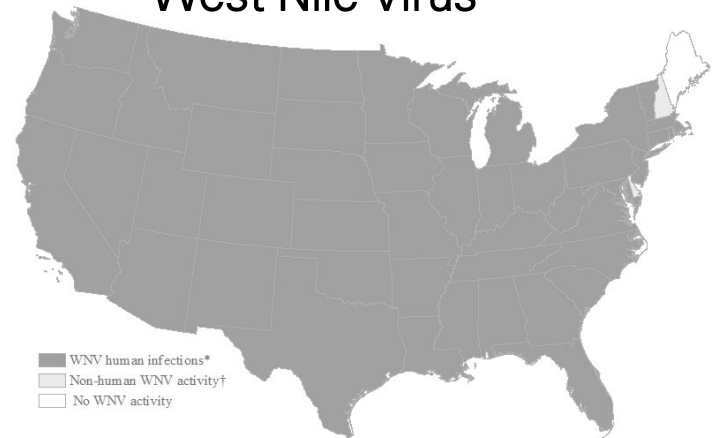 West Nile Virus
WNV human infections*
Non-human WNV activity†
No WNV activity